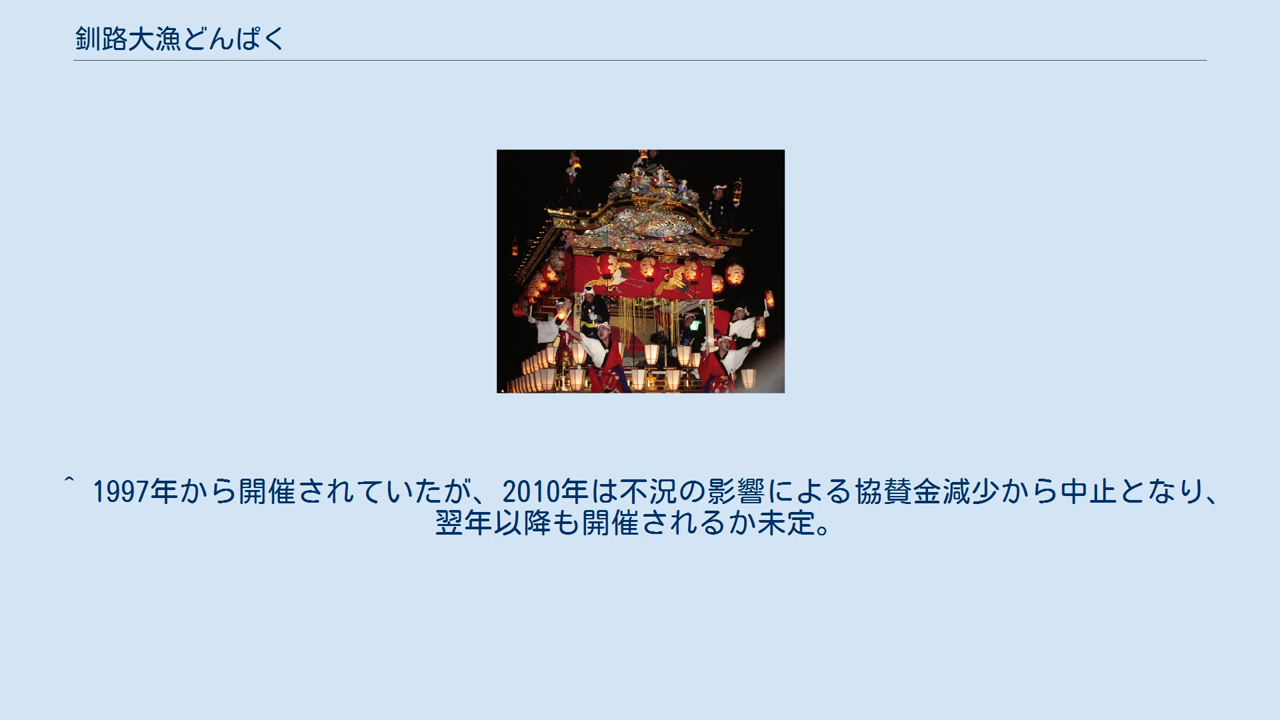 釧路大漁どんぱく
^ 1997年から開催されていたが、2010年は不況の影響による協賛金減少から中止となり、
翌年以降も開催されるか未定。